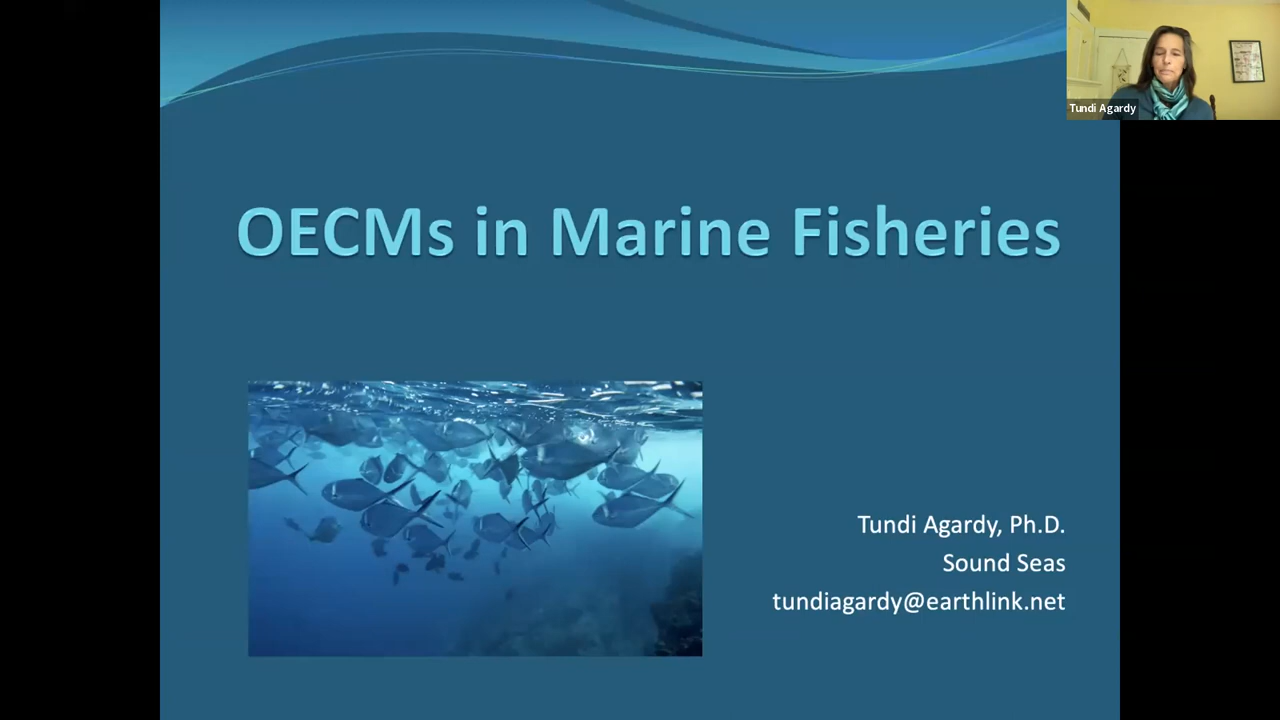 Tundi Agardy
OECMs in Marine Fisheries
Tundi Agardy, Ph.D.
Sound Seas
tundiagardy@earthlink.net